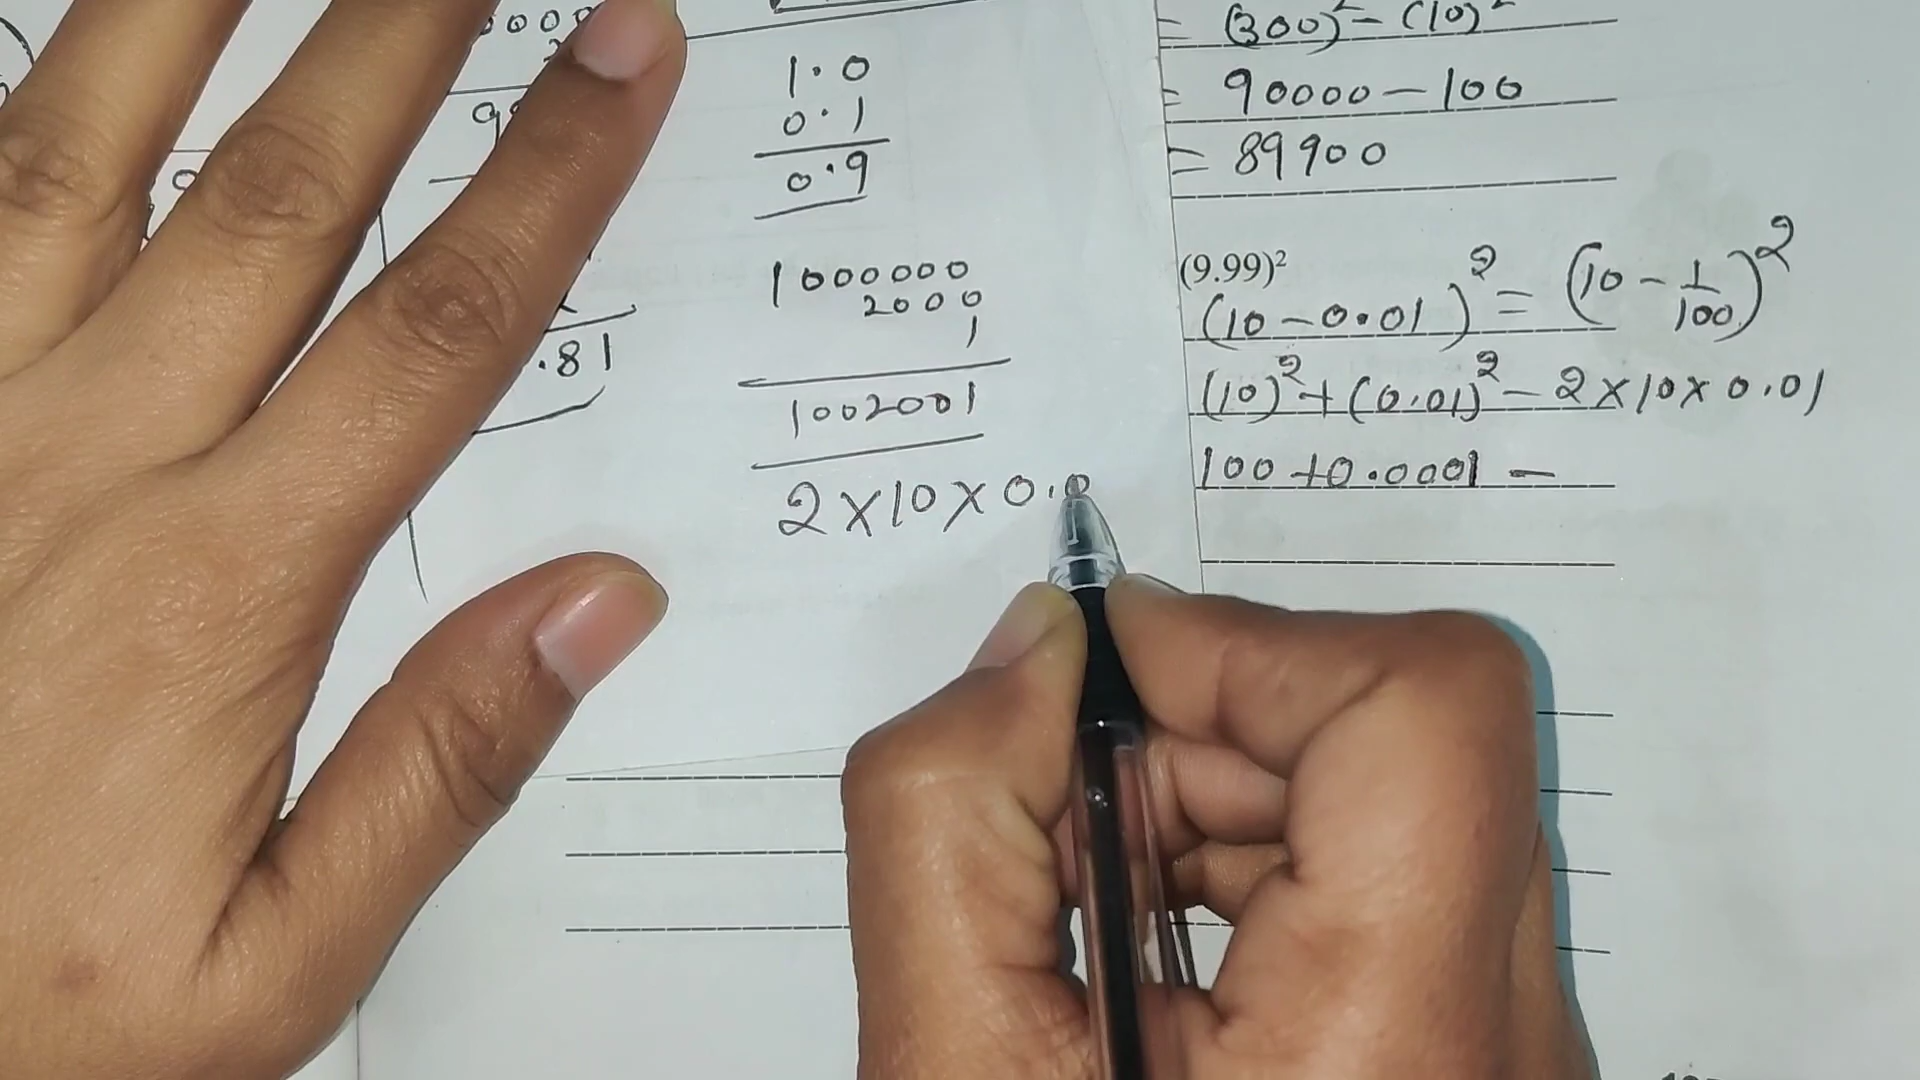 000
1.0
0.1
0.9
1000000
2000
1
1002001
2×10×0.0
.81
= (300)² − (10)²
= 90000 − 100
= 89900
(9.99)²
(10 − 0.01)² = (10 − 1/100)²
(10)² + (0.01)² − 2×10×0.01
100 + 0.0001 −